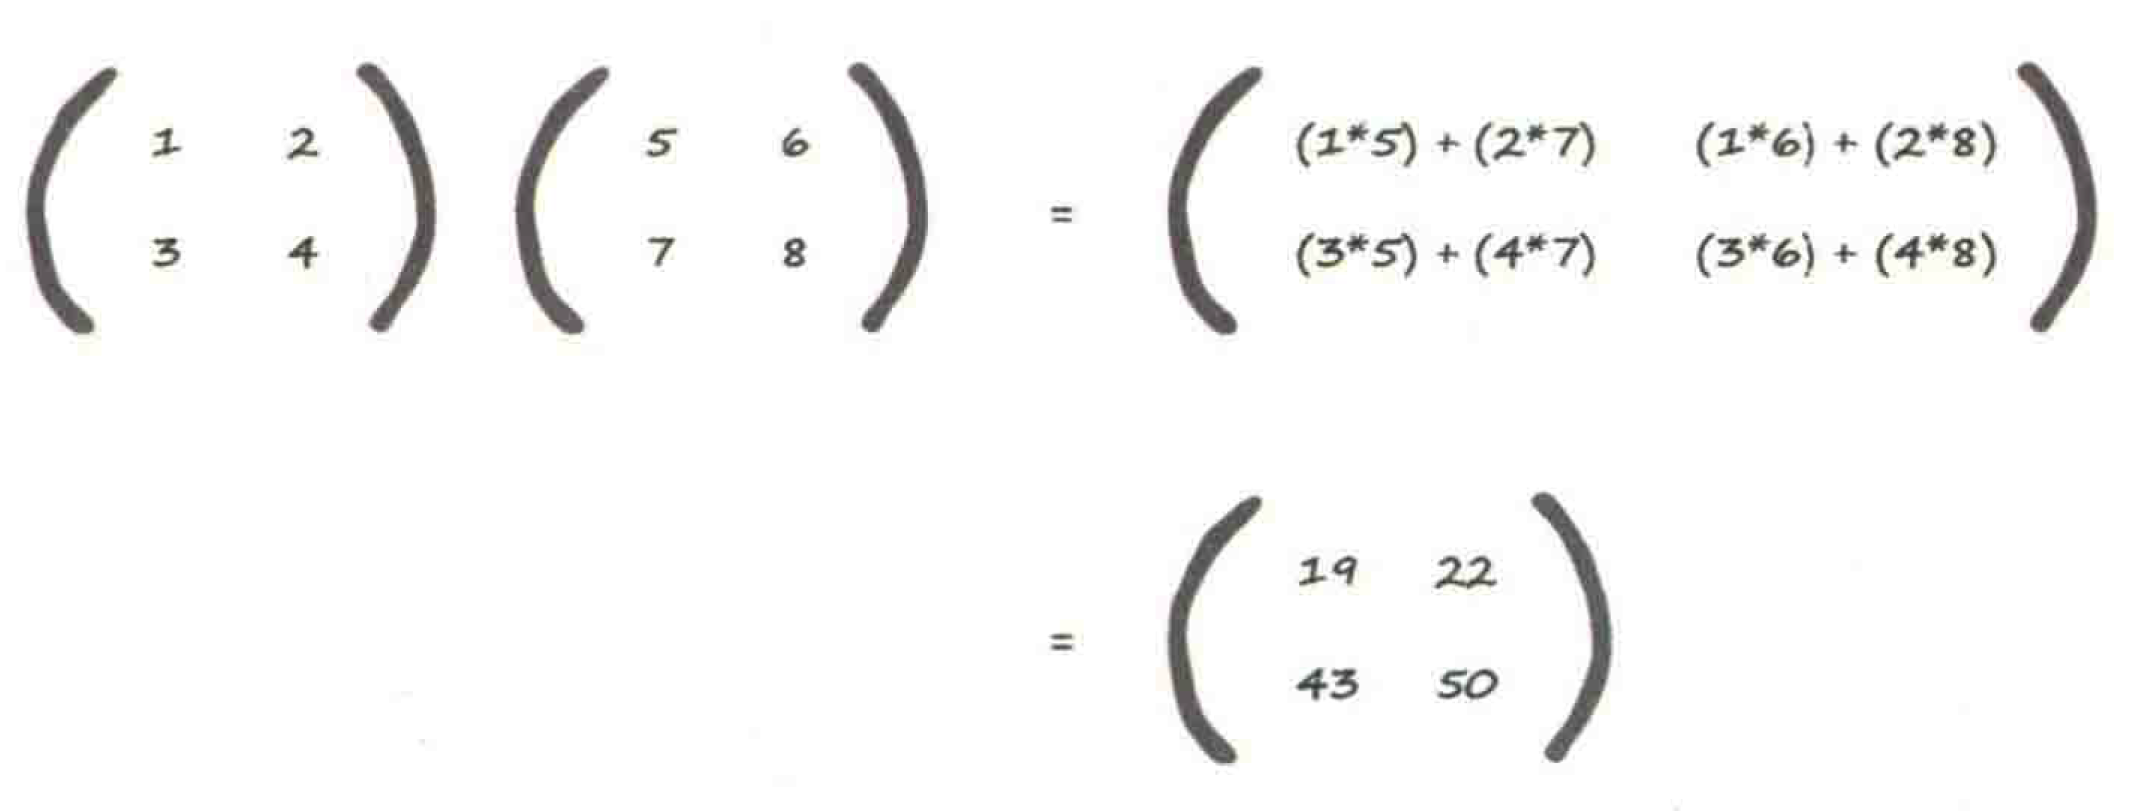 ( 1 2 ) ( 5 6 ) ( (1*5) + (2*7) (1*6) + (2*8) )
=
3 4 7 8 (3*5) + (4*7) (3*6) + (4*8)
19 22
=
43 50